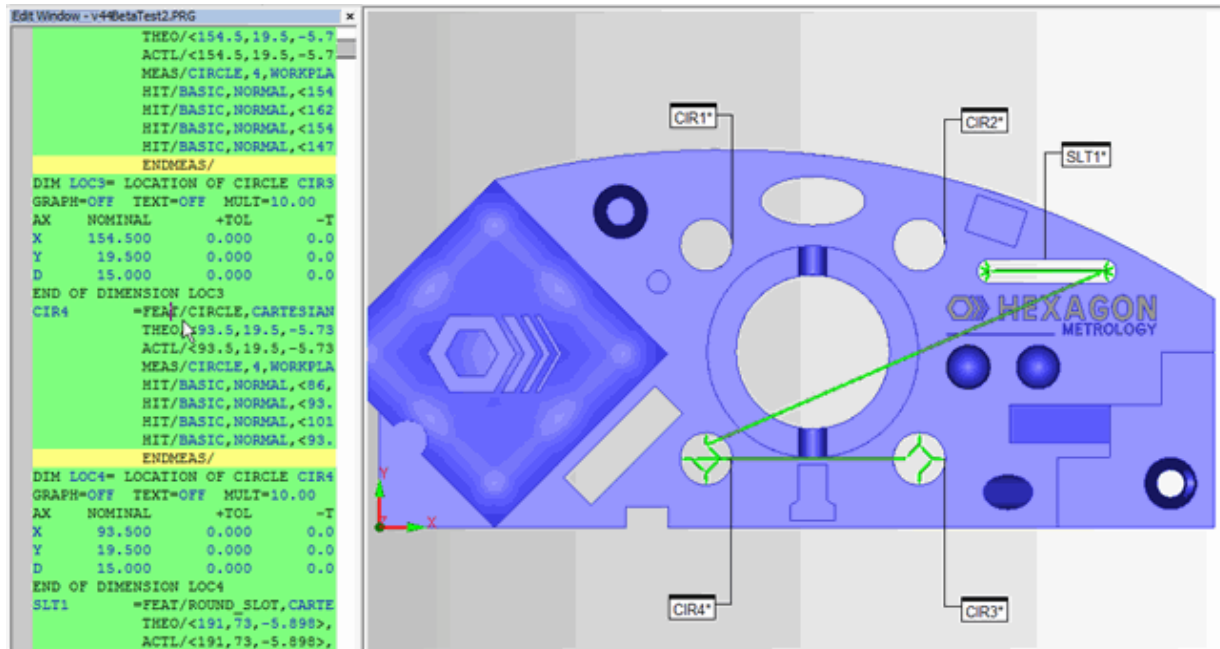 Edit Window - v44BetaTest2.PRG
THEO/<154.5,19.5,-5.7
ACTL/<154.5,19.5,-5.7
MEAS/CIRCLE,4,WORKPLA
HIT/BASIC,NORMAL,<154
HIT/BASIC,NORMAL,<162
HIT/BASIC,NORMAL,<154
HIT/BASIC,NORMAL,<147
ENDMEAS/
DIM LOC3= LOCATION OF CIRCLE CIR3
GRAPH=OFF TEXT=OFF MULT=10.00
AX NOMINAL +TOL -T
X 154.500 0.000 0.0
Y 19.500 0.000 0.0
D 15.000 0.000 0.0
END OF DIMENSION LOC3
CIR4 =FEAT/CIRCLE,CARTESIAN
THEO/<93.5,19.5,-5.73
ACTL/<93.5,19.5,-5.73
MEAS/CIRCLE,4,WORKPLA
HIT/BASIC,NORMAL,<86,
HIT/BASIC,NORMAL,<93.
HIT/BASIC,NORMAL,<101
HIT/BASIC,NORMAL,<93.
ENDMEAS/
DIM LOC4= LOCATION OF CIRCLE CIR4
GRAPH=OFF TEXT=OFF MULT=10.00
AX NOMINAL +TOL -T
X 93.500 0.000 0.0
Y 19.500 0.000 0.0
D 15.000 0.000 0.0
END OF DIMENSION LOC4
SLT1 =FEAT/ROUND_SLOT,CARTE
THEO/<191,73,-5.898>,
ACTL/<191,73,-5.898>,
CIR1*
CIR2*
SLT1*
HEXAGON
METROLOGY
Y
Z
X
CIR4*
CIR3*